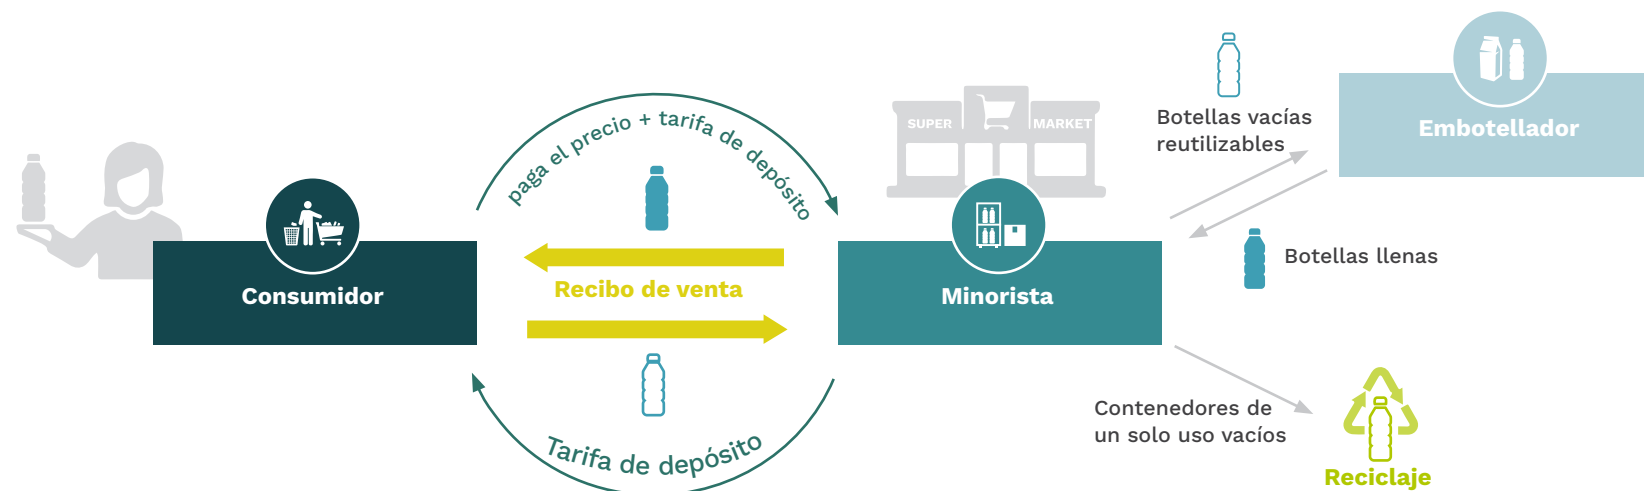 paga el precio + tarifa de depósito
SUPER MARKET
Botellas vacías
reutilizables
Embotellador
Botellas llenas
Consumidor
Recibo de venta
Minorista
Tarifa de depósito
Contenedores de
un solo uso vacíos
Reciclaje